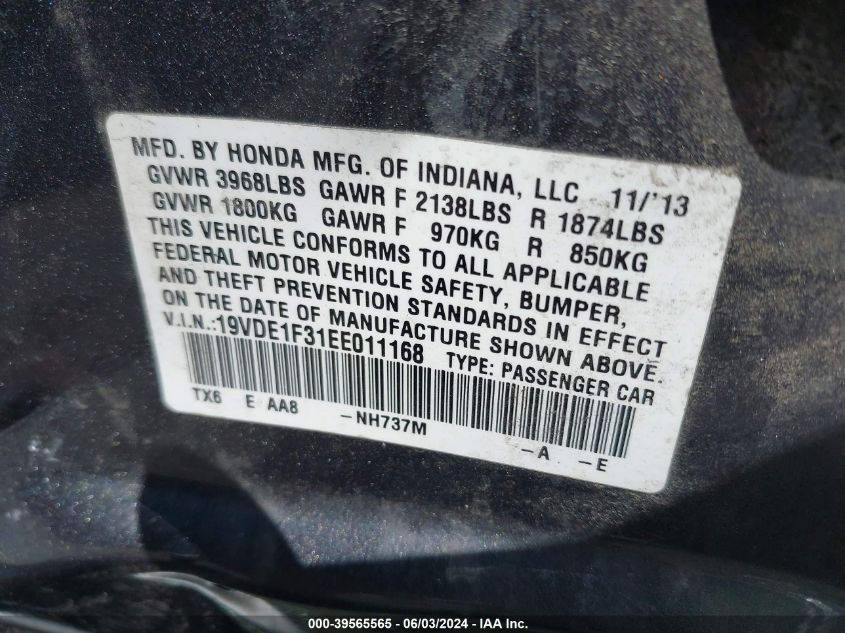 MFD. BY HONDA MFG. OF INDIANA, LLC 11/'13
GVWR 3968LBS GAWR F 2138LBS R 1874LBS
GVWR 1800KG GAWR F 970KG R 850KG
THIS VEHICLE CONFORMS TO ALL APPLICABLE
FEDERAL MOTOR VEHICLE SAFETY, BUMPER,
AND THEFT PREVENTION STANDARDS IN EFFECT
ON THE DATE OF MANUFACTURE SHOWN ABOVE.
V.I.N.:19VDE1F31EE011168 TYPE: PASSENGER CAR
TX6 E AA8 -NH737M -A -E
000-39565565 - 06/03/2024 - IAA Inc.